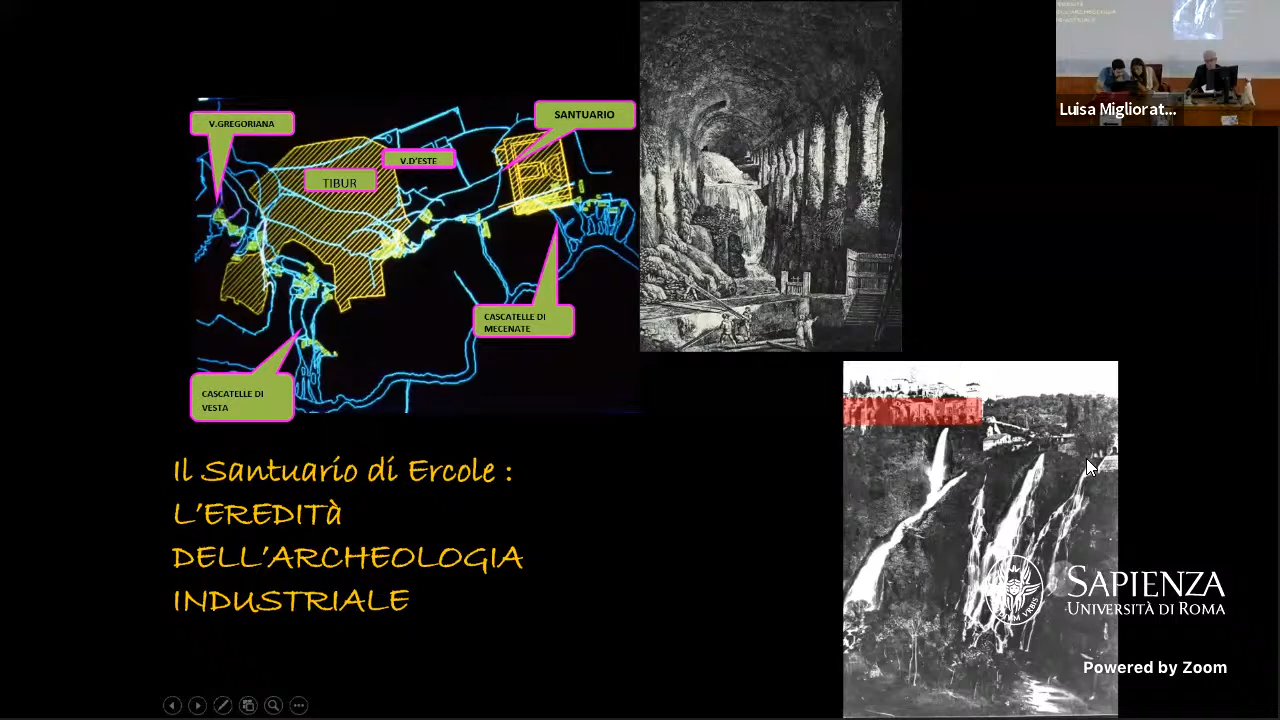 V.GREGORIANA
SANTUARIO
V.D'ESTE
TIBUR
CASCATELLE DI
MECENATE
CASCATELLE DI
VESTA
Il Santuario di Ercole :
L'EREDITà
DELL'ARCHEOLOGIA
INDUSTRIALE
Luisa Migliorat...
SAPIENZA
UNIVERSITÀ DI ROMA
Powered by Zoom